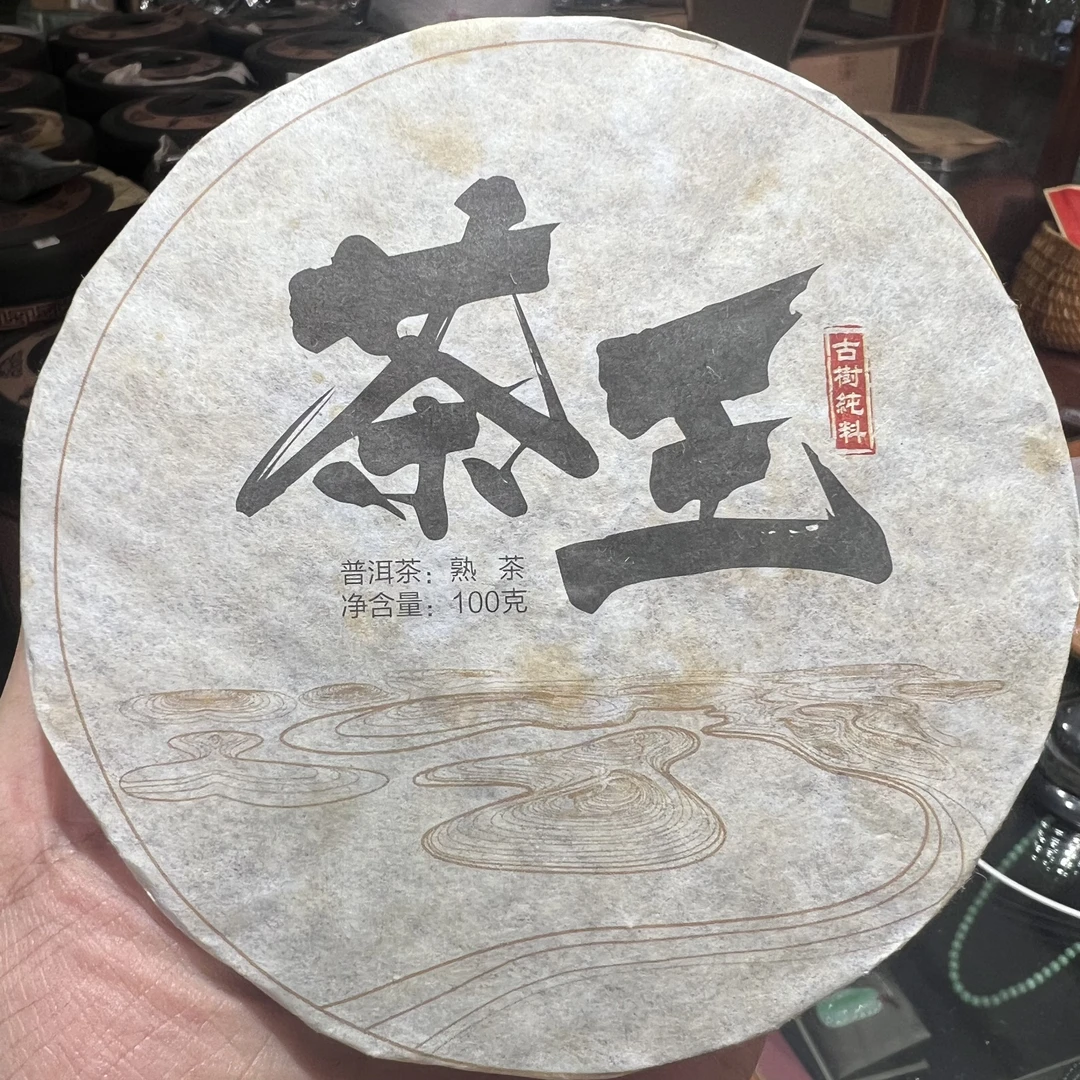 茶王
古樹純料
普洱茶：熟 茶
净含量：100克